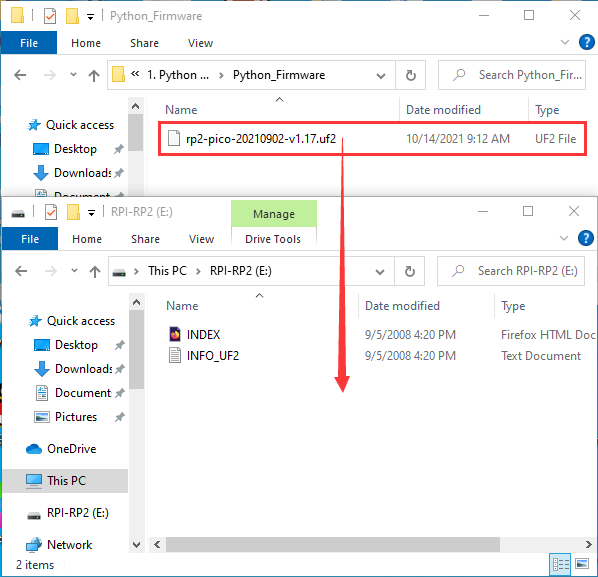 Python_Firmware
File Home Share View
« 1. Python ... > Python_Firmware Search Python_Fir...
Name Date modified Type
Quick access
rp2-pico-20210902-v1.17.uf2 10/14/2021 9:12 AM UF2 File
Desktop
Downloads
RPI-RP2 (E:) Manage
File Home Share View Drive Tools
This PC > RPI-RP2 (E:) Search RPI-RP2 (E:)
Name Date modified Type
Quick access
INDEX 9/5/2008 4:20 PM Firefox HTML Doc
Desktop
INFO_UF2 9/5/2008 4:20 PM Text Document
Downloads
Document
Pictures
OneDrive
This PC
RPI-RP2 (E:)
Network
2 items